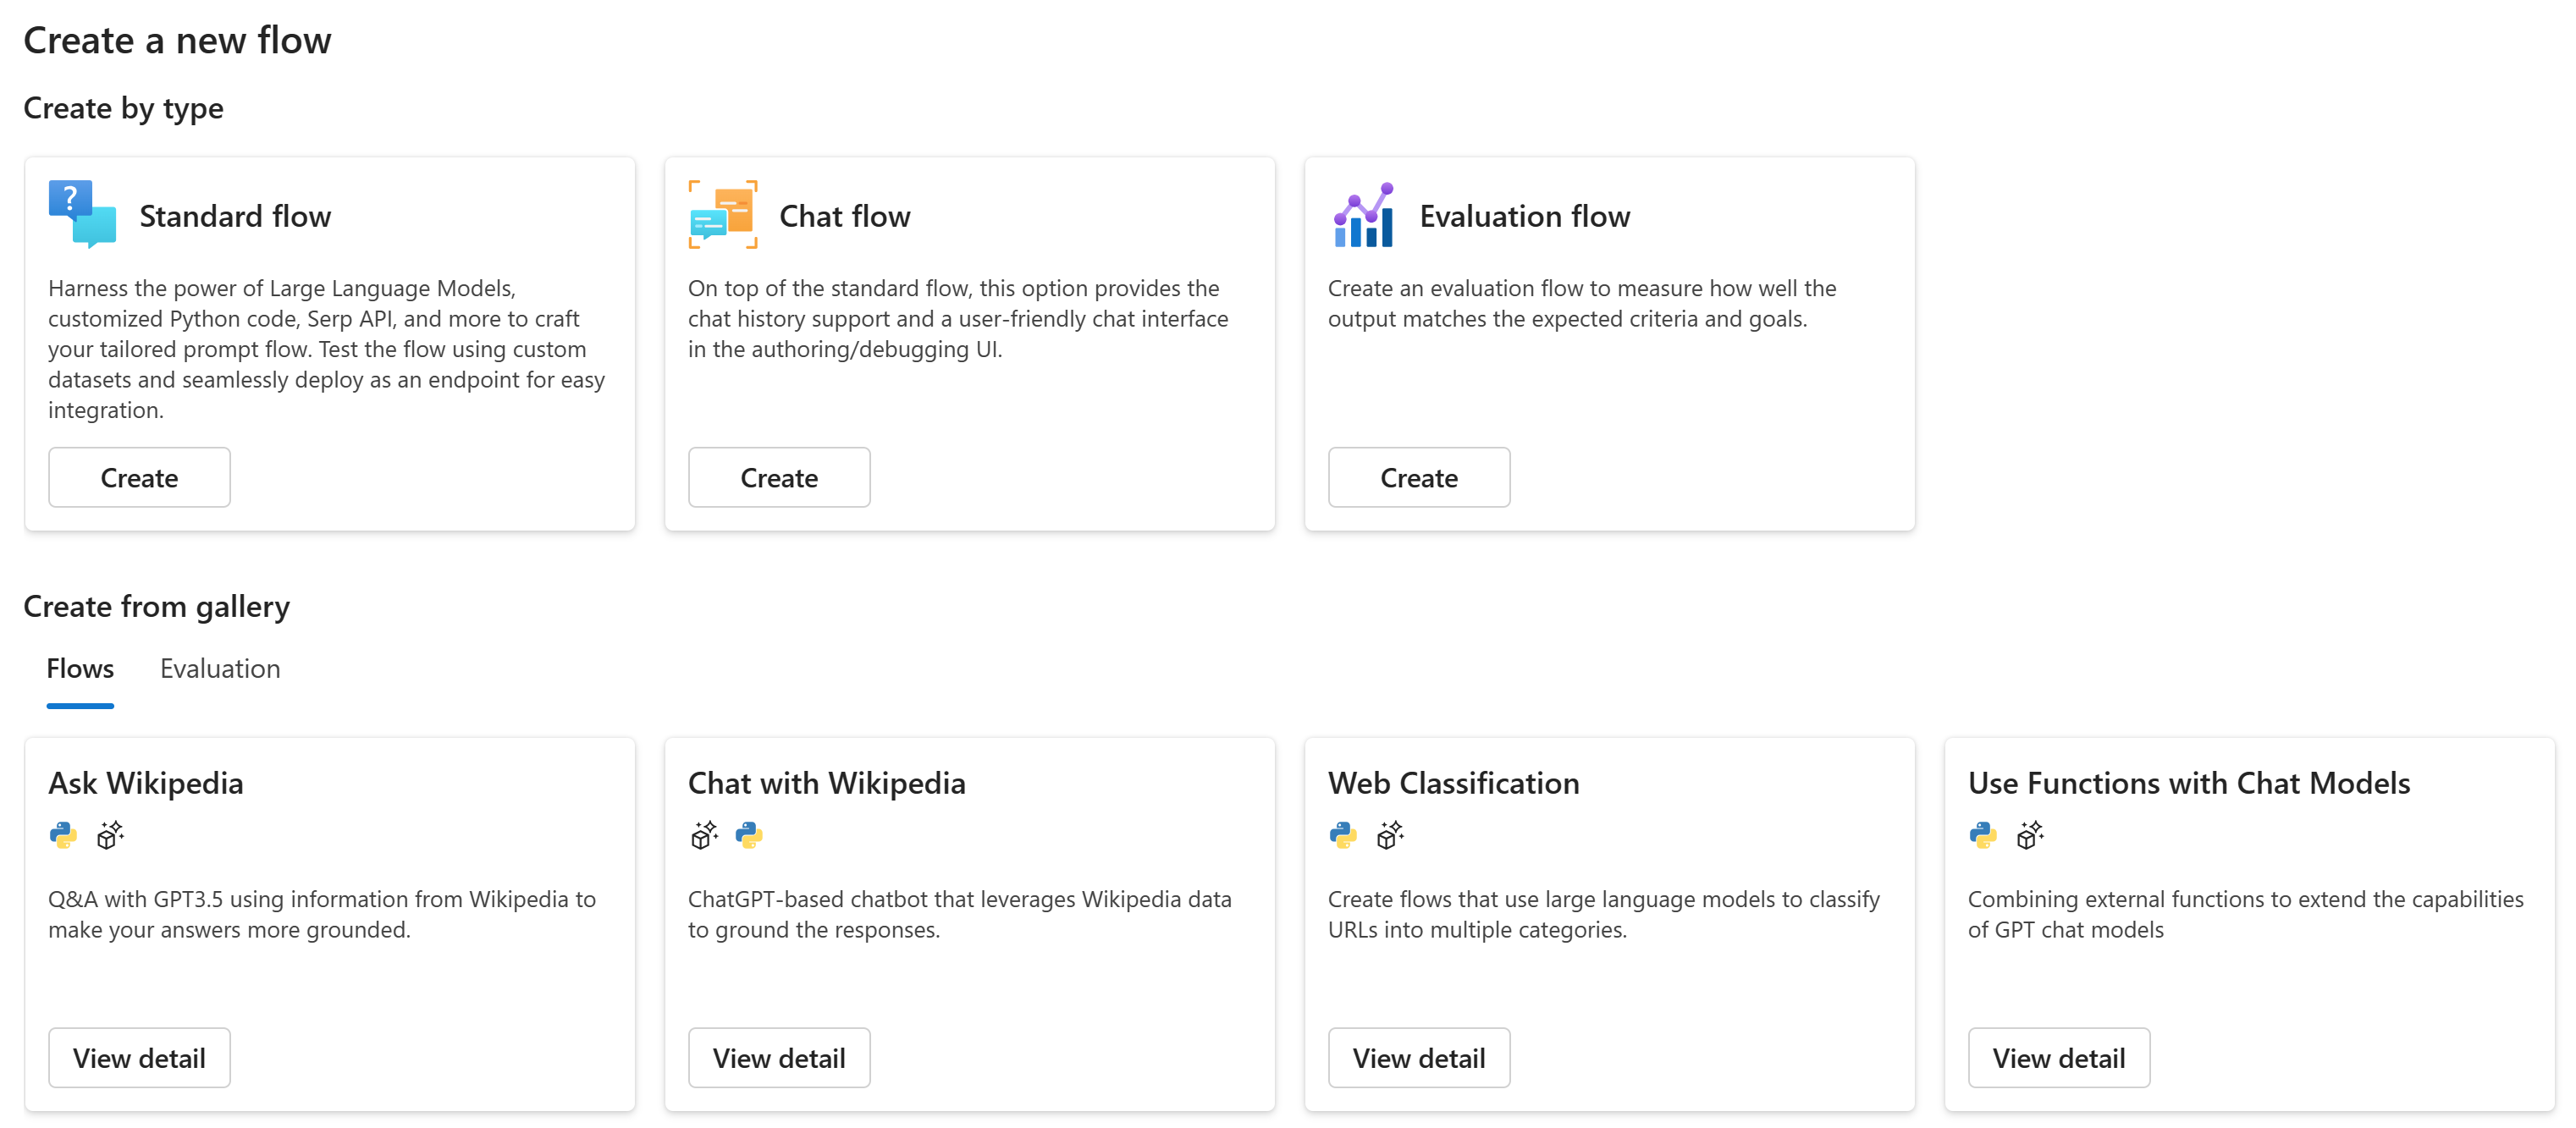 Create a new flow
Create by type
?
Standard flow
Harness the power of Large Language Models,
customized Python code, Serp API, and more to craft
your tailored prompt flow. Test the flow using custom
datasets and seamlessly deploy as an endpoint for easy
integration.
Create
Chat flow
On top of the standard flow, this option provides the
chat history support and a user-friendly chat interface
in the authoring/debugging UI.
Create
Evaluation flow
Create an evaluation flow to measure how well the
output matches the expected criteria and goals.
Create
Create from gallery
Flows
Evaluation
Ask Wikipedia
Q&A with GPT3.5 using information from Wikipedia to
make your answers more grounded.
View detail
Chat with Wikipedia
ChatGPT-based chatbot that leverages Wikipedia data
to ground the responses.
View detail
Web Classification
Create flows that use large language models to classify
URLs into multiple categories.
View detail
Use Functions with Chat Models
Combining external functions to extend the capabilities
of GPT chat models
View detail